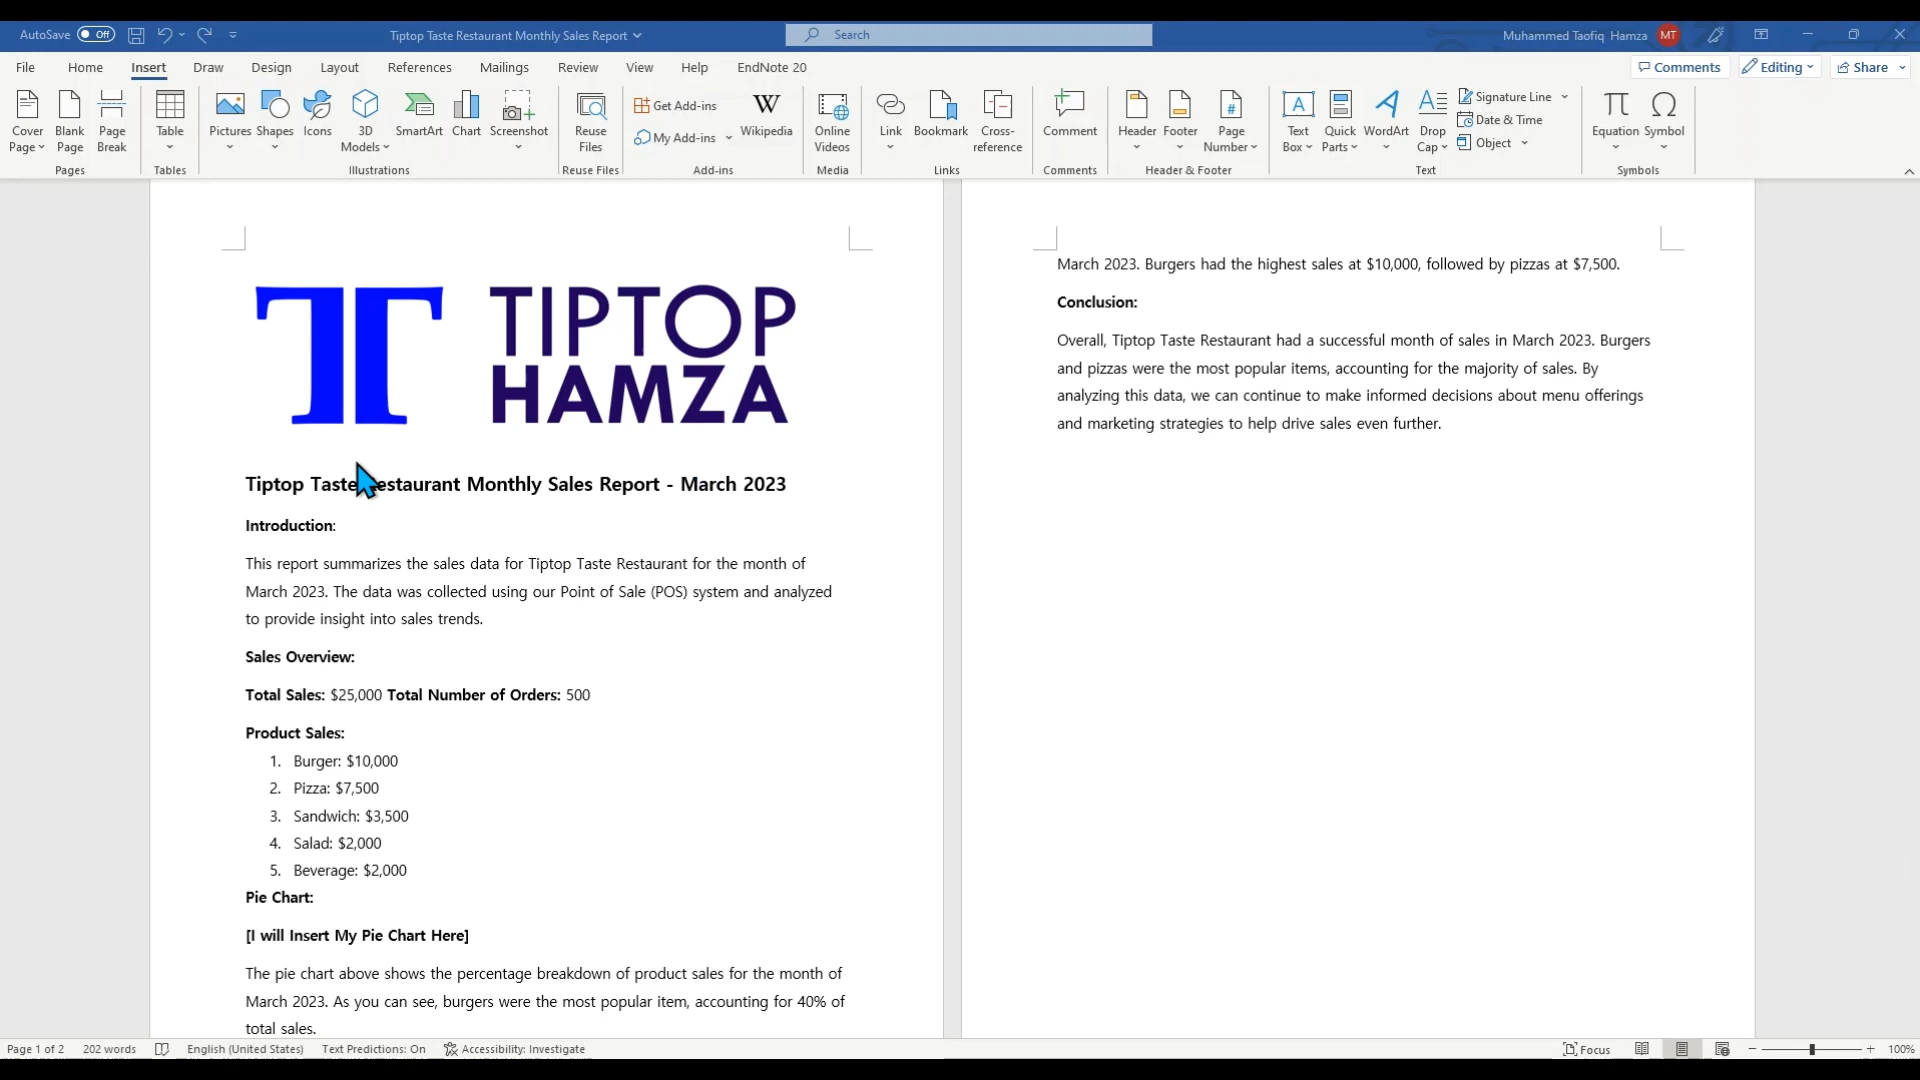 AutoSave Off Tiptop Taste Restaurant Monthly Sales Report Search Muhammed Taofiq Hamza MT
File Home Insert Draw Design Layout References Mailings Review View Help EndNote 20 Comments Editing Share
Cover Page
Blank Page
Page Break
Pages
Table
Tables
Pictures
Shapes
Icons
3D Models
SmartArt
Chart
Screenshot
Illustrations
Reuse Files
Reuse Files
Get Add-ins
My Add-ins
W
Wikipedia
Add-ins
Online Videos
Media
Link
Bookmark
Cross-reference
Links
Comment
Comments
Header
Footer
#
Page Number
Header & Footer
A
Text Box
Quick Parts
A
WordArt
A
Drop Cap
Signature Line
Date & Time
Object
Text
π
Equation
Ω
Symbol
Symbols
TIPTOP
HAMZA
Tiptop Taste Restaurant Monthly Sales Report - March 2023
Introduction:
This report summarizes the sales data for Tiptop Taste Restaurant for the month of
March 2023. The data was collected using our Point of Sale (POS) system and analyzed
to provide insight into sales trends.
Sales Overview:
Total Sales: $25,000 Total Number of Orders: 500
Product Sales:
1. Burger: $10,000
2. Pizza: $7,500
3. Sandwich: $3,500
4. Salad: $2,000
5. Beverage: $2,000
Pie Chart:
[I will Insert My Pie Chart Here]
The pie chart above shows the percentage breakdown of product sales for the month of
March 2023. As you can see, burgers were the most popular item, accounting for 40% of
total sales.
March 2023. Burgers had the highest sales at $10,000, followed by pizzas at $7,500.
Conclusion:
Overall, Tiptop Taste Restaurant had a successful month of sales in March 2023. Burgers
and pizzas were the most popular items, accounting for the majority of sales. By
analyzing this data, we can continue to make informed decisions about menu offerings
and marketing strategies to help drive sales even further.
Page 1 of 2 202 words English (United States) Text Predictions: On Accessibility: Investigate Focus 100%